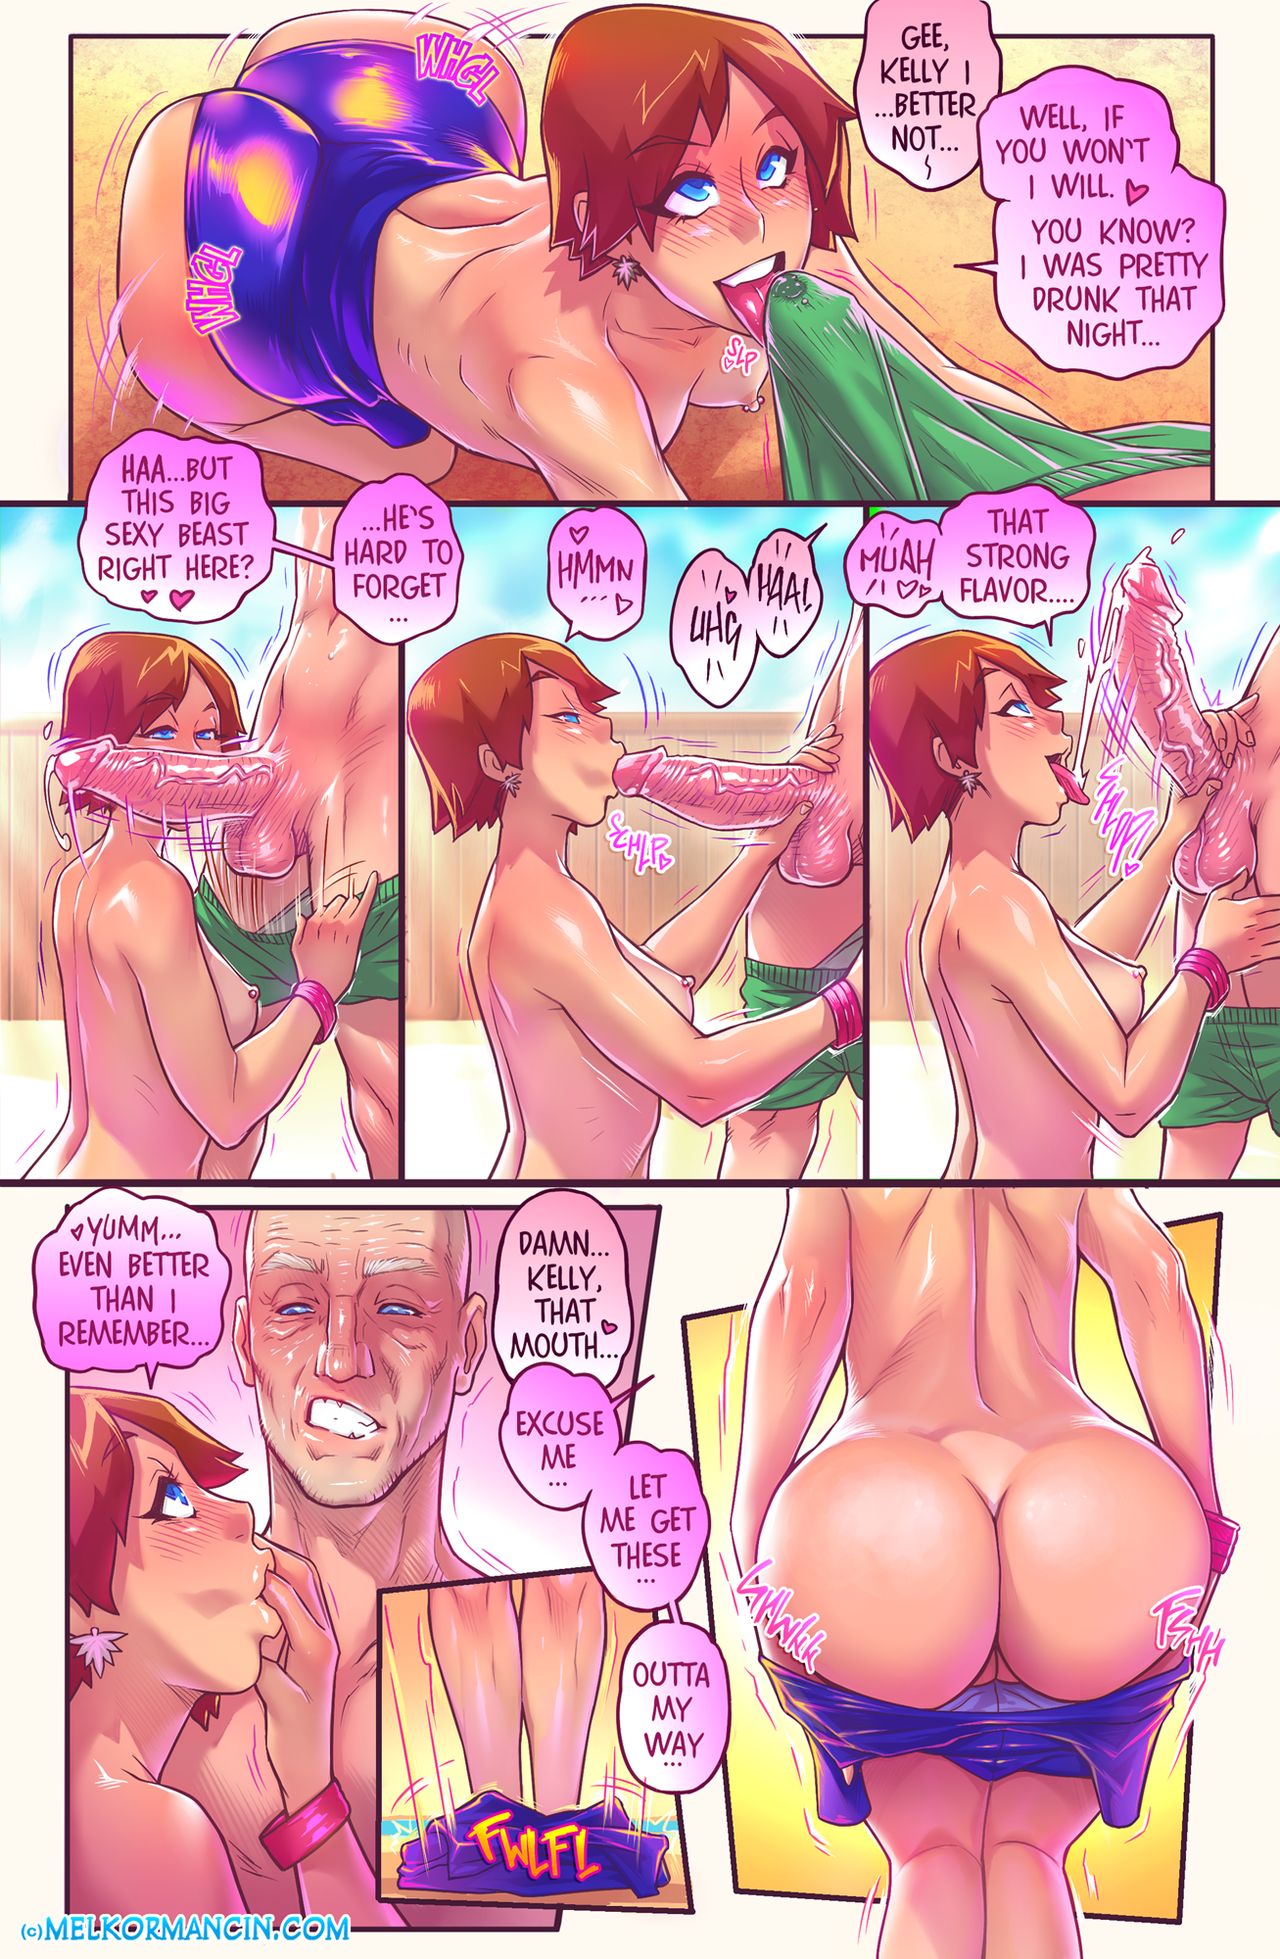 GEE,
KELLY I
...BETTER
NOT...
WELL, IF
YOU WON'T
I WILL.
YOU KNOW?
I WAS PRETTY
DRUNK THAT
NIGHT...
WHGL
WHGL
SLP
HAA...BUT
THIS BIG
SEXY BEAST
RIGHT HERE?
...HE'S
HARD TO
FORGET
...
HMMN
...
UHG
HAA!
SCHLP
MUAH
THAT
STRONG
FLAVOR....
YUMM...
EVEN BETTER
THAN I
REMEMBER...
DAMN...
KELLY,
THAT
MOUTH...
EXCUSE
ME
...
LET
ME GET
THESE
...
OUTTA
MY
WAY
...
FWLFL
FSHH
(C)MELKORMANCIN.COM